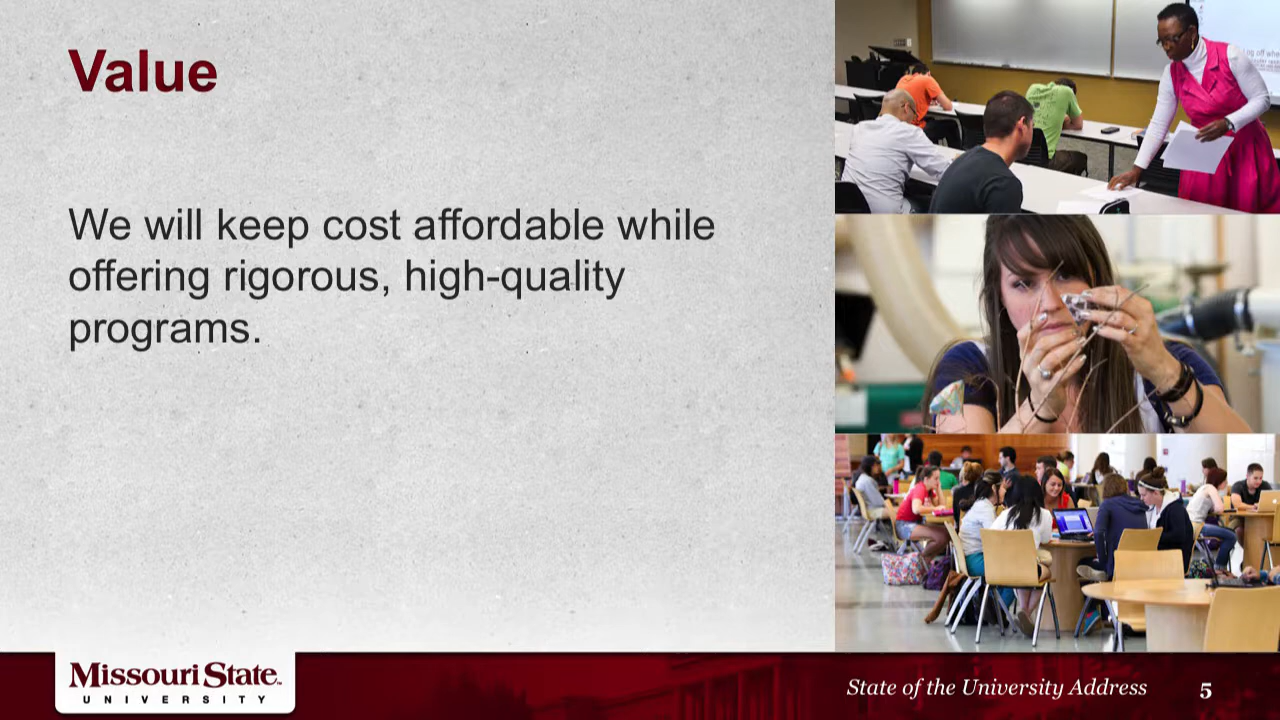 Value
We will keep cost affordable while
offering rigorous, high-quality
programs.
Missouri State™
UNIVERSITY
State of the University Address
5